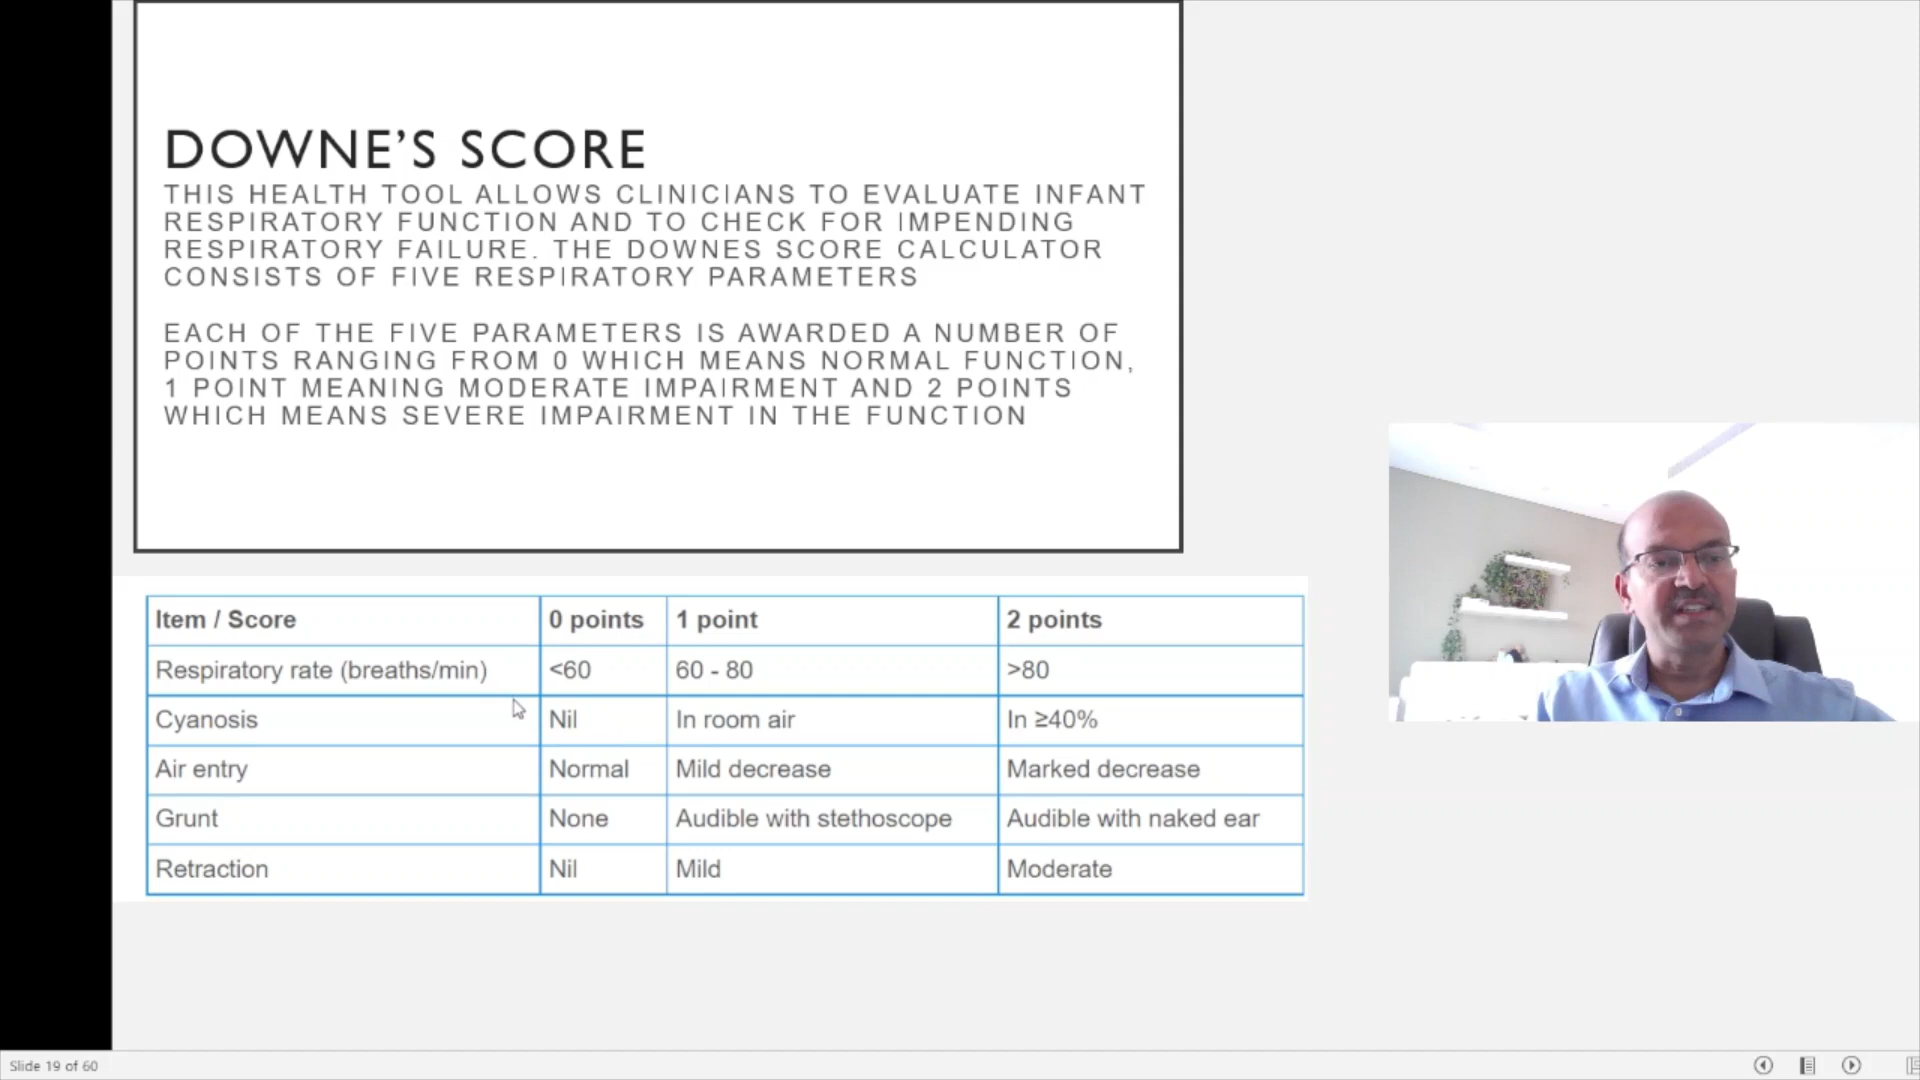 DOWNE'S SCORE
THIS HEALTH TOOL ALLOWS CLINICIANS TO EVALUATE INFANT
RESPIRATORY FUNCTION AND TO CHECK FOR IMPENDING
RESPIRATORY FAILURE. THE DOWNES SCORE CALCULATOR
CONSISTS OF FIVE RESPIRATORY PARAMETERS
EACH OF THE FIVE PARAMETERS IS AWARDED A NUMBER OF
POINTS RANGING FROM 0 WHICH MEANS NORMAL FUNCTION,
1 POINT MEANING MODERATE IMPAIRMENT AND 2 POINTS
WHICH MEANS SEVERE IMPAIRMENT IN THE FUNCTION
Item / Score 0 points 1 point 2 points
Respiratory rate (breaths/min) <60 60 - 80 >80
Cyanosis Nil In room air In ≥40%
Air entry Normal Mild decrease Marked decrease
Grunt None Audible with stethoscope Audible with naked ear
Retraction Nil Mild Moderate
Slide 19 of 60